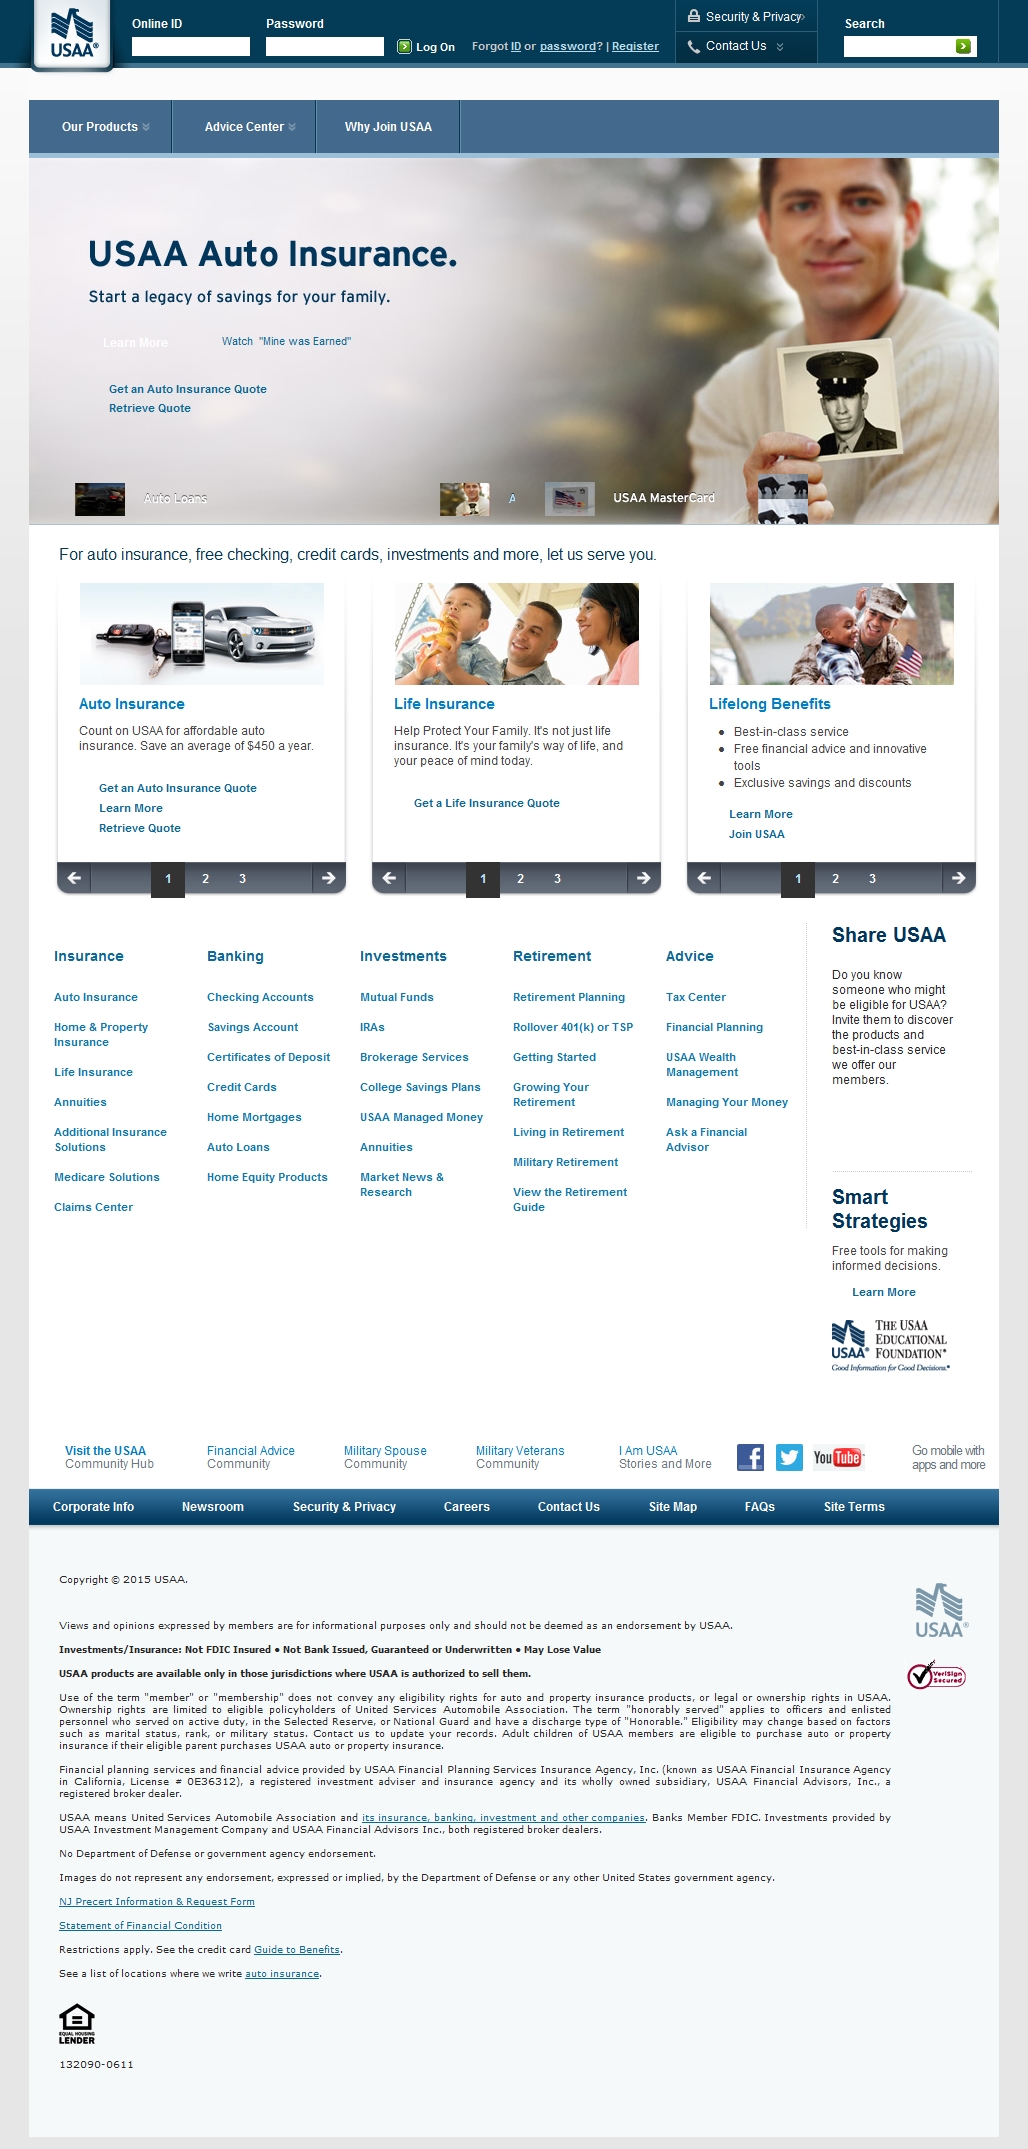 Online ID
Password
Log On
Forgot ID or password? | Register
Security & Privacy
Contact Us
Search
USAA®
Our Products
Advice Center
Why Join USAA
USAA Auto Insurance.
Start a legacy of savings for your family.
Learn More
Watch "Mine was Earned"
Get an Auto Insurance Quote
Retrieve Quote
Auto Loans
A
USAA MasterCard
For auto insurance, free checking, credit cards, investments and more, let us serve you.
Auto Insurance
Count on USAA for affordable auto
insurance. Save an average of $450 a year.
Get an Auto Insurance Quote
Learn More
Retrieve Quote
1 2 3
Life Insurance
Help Protect Your Family. It's not just life
insurance. It's your family's way of life, and
your peace of mind today.
Get a Life Insurance Quote
1 2 3
Lifelong Benefits
Best-in-class service
Free financial advice and innovative
tools
Exclusive savings and discounts
Learn More
Join USAA
1 2 3
Insurance
Auto Insurance
Home & Property
Insurance
Life Insurance
Annuities
Additional Insurance
Solutions
Medicare Solutions
Claims Center
Banking
Checking Accounts
Savings Account
Certificates of Deposit
Credit Cards
Home Mortgages
Auto Loans
Home Equity Products
Investments
Mutual Funds
IRAs
Brokerage Services
College Savings Plans
USAA Managed Money
Annuities
Market News &
Research
Retirement
Retirement Planning
Rollover 401(k) or TSP
Getting Started
Growing Your
Retirement
Living in Retirement
Military Retirement
View the Retirement
Guide
Advice
Tax Center
Financial Planning
USAA Wealth
Management
Managing Your Money
Ask a Financial
Advisor
Share USAA
Do you know
someone who might
be eligible for USAA?
Invite them to discover
the products and
best-in-class service
we offer our
members.
Smart
Strategies
Free tools for making
informed decisions.
Learn More
USAA®
THE USAA
EDUCATIONAL
FOUNDATION®
Good Information for Good Decisions.®
Visit the USAA
Community Hub
Financial Advice
Community
Military Spouse
Community
Military Veterans
Community
I Am USAA
Stories and More
YouTube
Go mobile with
apps and more
Corporate Info
Newsroom
Security & Privacy
Careers
Contact Us
Site Map
FAQs
Site Terms
Copyright © 2015 USAA.
USAA®
VeriSign
Secured
Views and opinions expressed by members are for informational purposes only and should not be deemed as an endorsement by USAA.
Investments/Insurance: Not FDIC Insured ● Not Bank Issued, Guaranteed or Underwritten ● May Lose Value
USAA products are available only in those jurisdictions where USAA is authorized to sell them.
Use of the term "member" or "membership" does not convey any eligibility rights for auto and property insurance products, or legal or ownership rights in USAA.
Ownership rights are limited to eligible policyholders of United Services Automobile Association. The term "honorably served" applies to officers and enlisted
personnel who served on active duty, in the Selected Reserve, or National Guard and have a discharge type of "Honorable." Eligibility may change based on factors
such as marital status, rank, or military status. Contact us to update your records. Adult children of USAA members are eligible to purchase auto or property
insurance if their eligible parent purchases USAA auto or property insurance.
Financial planning services and financial advice provided by USAA Financial Planning Services Insurance Agency, Inc. (known as USAA Financial Insurance Agency
in California, License # 0E36312), a registered investment adviser and insurance agency and its wholly owned subsidiary, USAA Financial Advisors, Inc., a
registered broker dealer.
USAA means United Services Automobile Association and its insurance, banking, investment and other companies. Banks Member FDIC. Investments provided by
USAA Investment Management Company and USAA Financial Advisors Inc., both registered broker dealers.
No Department of Defense or government agency endorsement.
Images do not represent any endorsement, expressed or implied, by the Department of Defense or any other United States government agency.
NJ Precert Information & Request Form
Statement of Financial Condition
Restrictions apply. See the credit card Guide to Benefits.
See a list of locations where we write auto insurance.
EQUAL HOUSING
LENDER
132090-0611